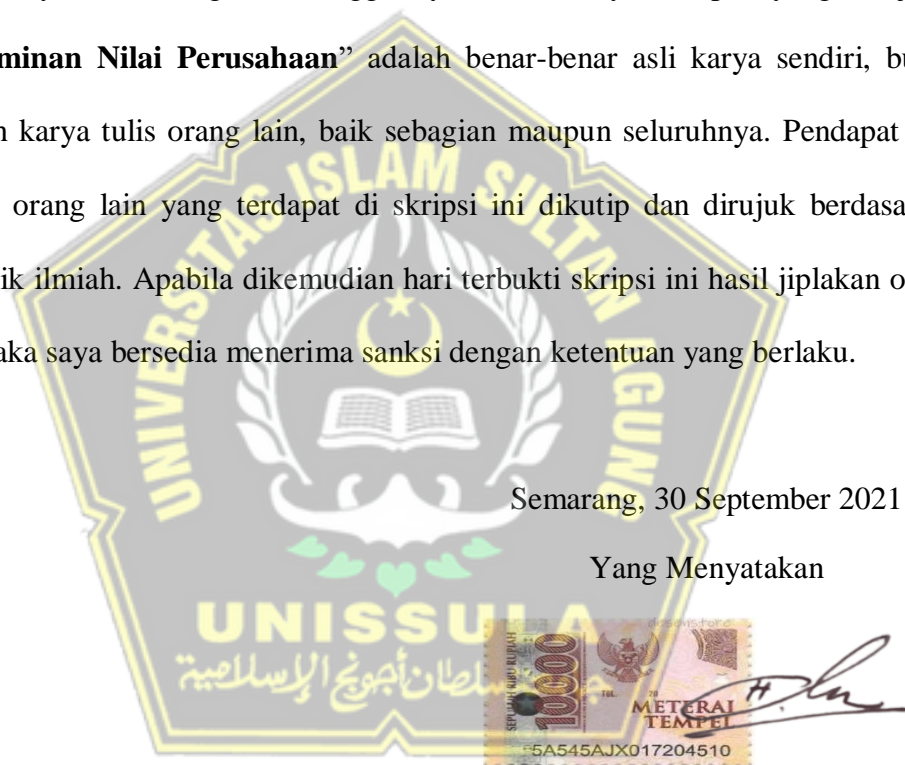 minan Nilai Perusahaan” adalah benar-benar asli karya sendiri, bu
karya tulis orang lain, baik sebagian maupun seluruhnya. Pendapat
orang lain yang terdapat di skripsi ini dikutip dan dirujuk berdasa
ik ilmiah. Apabila dikemudian hari terbukti skripsi ini hasil jiplakan o
aka saya bersedia menerima sanksi dengan ketentuan yang berlaku.
Semarang, 30 September 2021
Yang Menyatakan
UNIVERSITAS ISLAM SULTAN AGUNG
UNISSULA
جامعة سلطان أجونج الإسلامية
SEPULUH RIBU RUPIAH
10000
TGL. 20
METERAI
TEMPEL
5A545AJX017204510